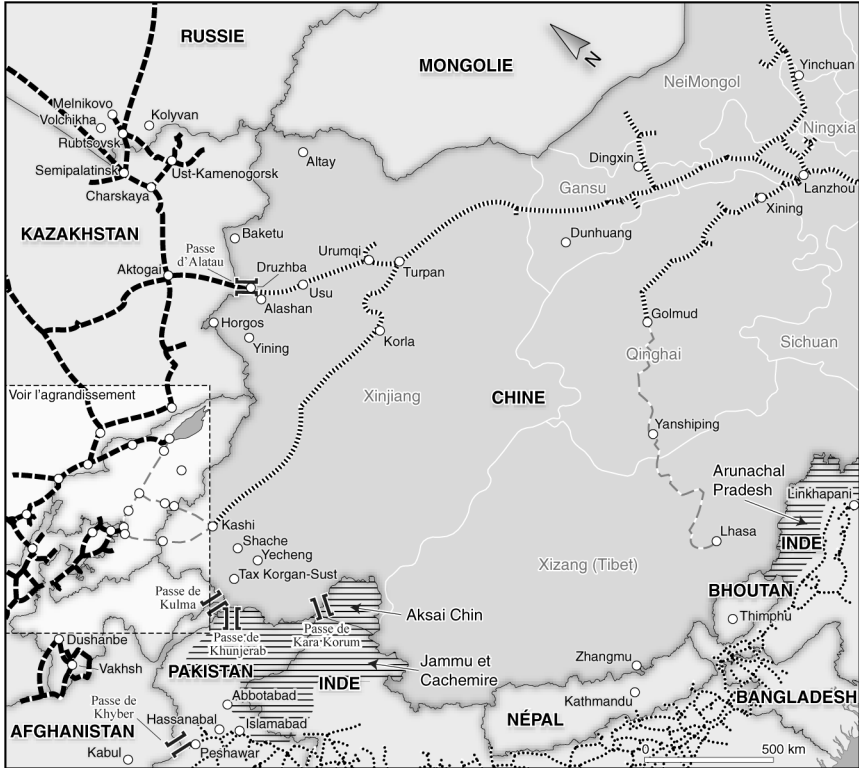 RUSSIE
MONGOLIE
N
Yinchuan
NeiMongol
Melnikovo
Volchikha
Kolyvan
Rubtsovsk
Ningxia
Altay
Dingxin
Semipalatinsk
Ust-Kamenogorsk
Gansu
Lanzhou
Charskaya
Xining
KAZAKHSTAN
Baketu
Dunhuang
Passe
d'Alatau
Urumqi
Aktogai
Druzhba
Turpan
Usu
Alashan
Horgos
Golmud
Yining
Korla
Sichuan
Qinghai
Voir l'agrandissement
Xinjiang
CHINE
Yanshiping
Arunachal
Pradesh
Linkhapani
Kashi
Lhasa
Shache
INDE
Yecheng
Xizang (Tibet)
Tax Korgan-Sust
Passe de
Kulma
BHOUTAN
Aksai Chin
Thimphu
Passe de
Khunjerab
Passe de
Kara Korum
Dushanbe
Zhangmu
Vakhsh
PAKISTAN
Jammu et
Cachemire
INDE
Abbotabad
Kathmandu
BANGLADESH
Passe de
Khyber
Hassanabal
NÉPAL
AFGHANISTAN
Islamabad
Kabul
Peshawar
0
500 km